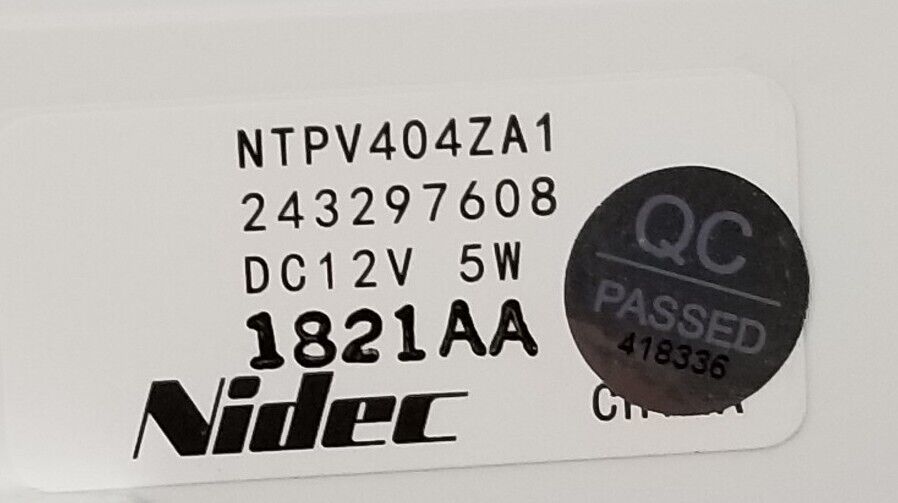 NTPV404ZA1
243297608
DC12V 5W
1821AA
Nidec
QC
PASSED
418336